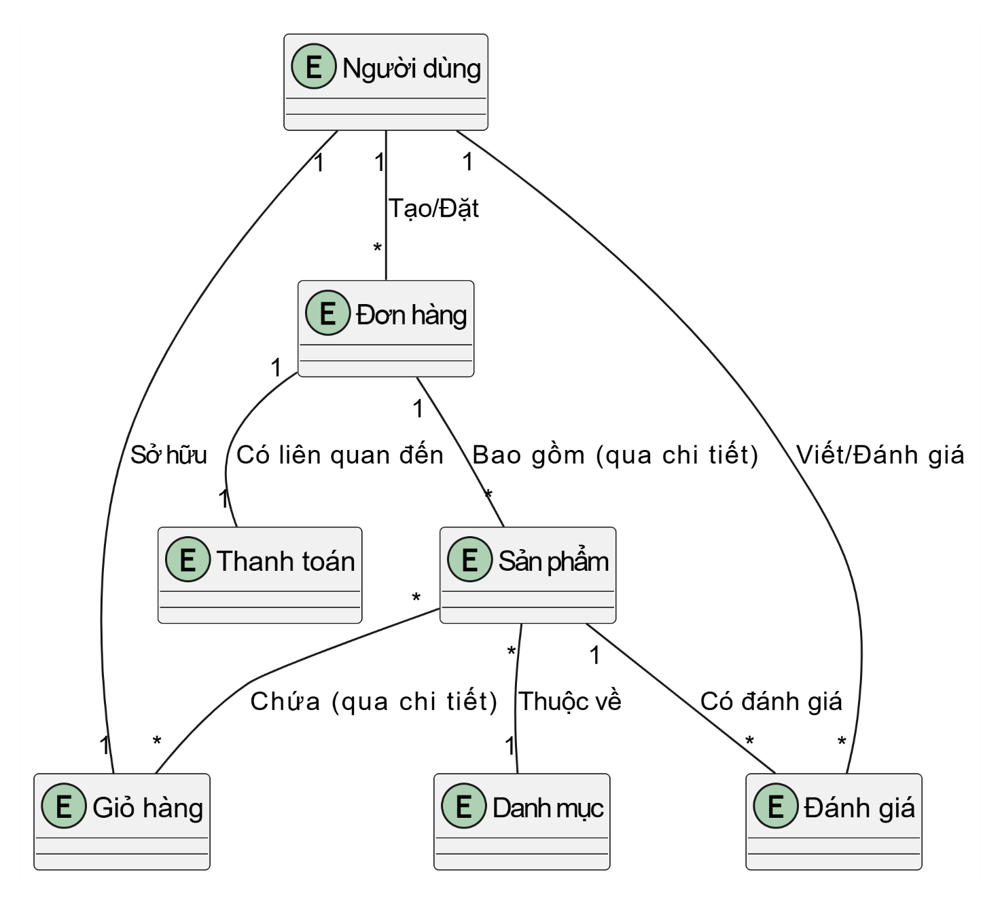 E Người dùng
1 1 1
Tạo/Đặt
*
E Đơn hàng
1
1
Sở hữu Có liên quan đến Bao gồm (qua chi tiết) Viết/Đánh giá
1 *
E Thanh toán E Sản phẩm
*
* 1
Chứa (qua chi tiết) Thuộc về Có đánh giá
1 * 1 * *
E Giỏ hàng E Danh mục E Đánh giá